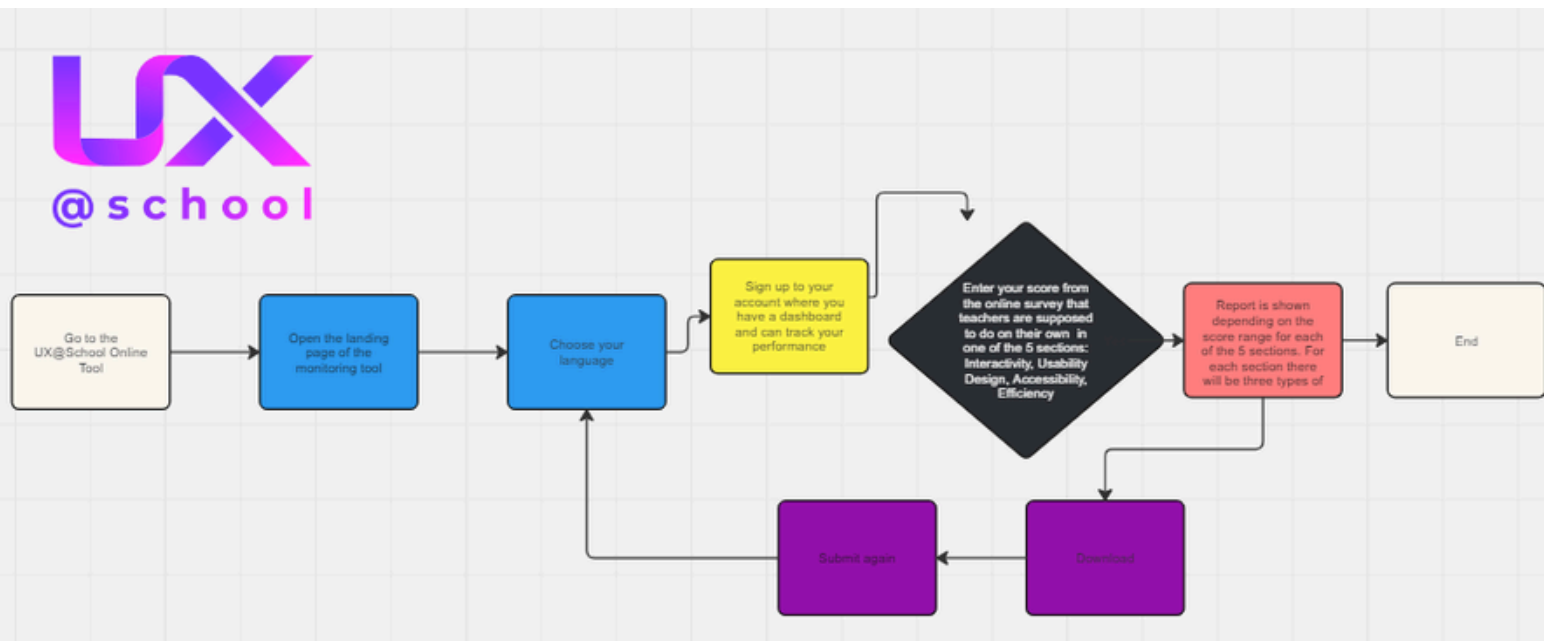 UX
@school
Go to the
UX@School Online
Tool
Open the landing
page of the
monitoring tool
Choose your
language
Sign up to your
account where you
have a dashboard
and can track your
performance
Enter your score from
the online survey that
teachers are supposed
to do on their own in
one of the 5 sections:
Interactivity, Usability
Design, Accessibility,
Efficiency
Report is shown
depending on the
score range for each
of the 5 sections. For
each section there
will be three types of
End
Submit again
Download